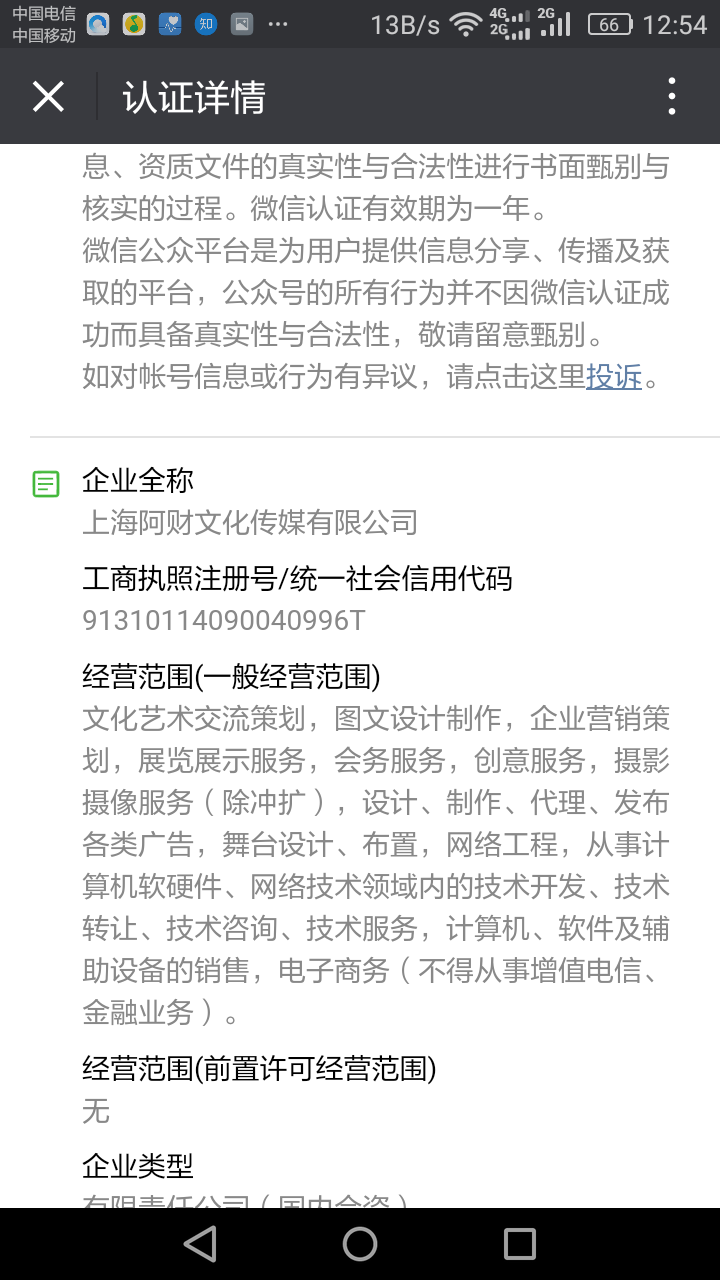 中国电信
中国移动
知
13B/s
4G
2G
2G
66
12:54
认证详情
息、资质文件的真实性与合法性进行书面甄别与
核实的过程。微信认证有效期为一年。
微信公众平台是为用户提供信息分享、传播及获
取的平台，公众号的所有行为并不因微信认证成
功而具备真实性与合法性，敬请留意甄别。
如对帐号信息或行为有异议，请点击这里投诉。
企业全称
上海阿财文化传媒有限公司
工商执照注册号/统一社会信用代码
91310114090040996T
经营范围(一般经营范围)
文化艺术交流策划，图文设计制作，企业营销策
划，展览展示服务，会务服务，创意服务，摄影
摄像服务（除冲扩），设计、制作、代理、发布
各类广告，舞台设计、布置，网络工程，从事计
算机软硬件、网络技术领域内的技术开发、技术
转让、技术咨询、技术服务，计算机、软件及辅
助设备的销售，电子商务（不得从事增值电信、
金融业务）。
经营范围(前置许可经营范围)
无
企业类型
有限责任公司（国内合资）